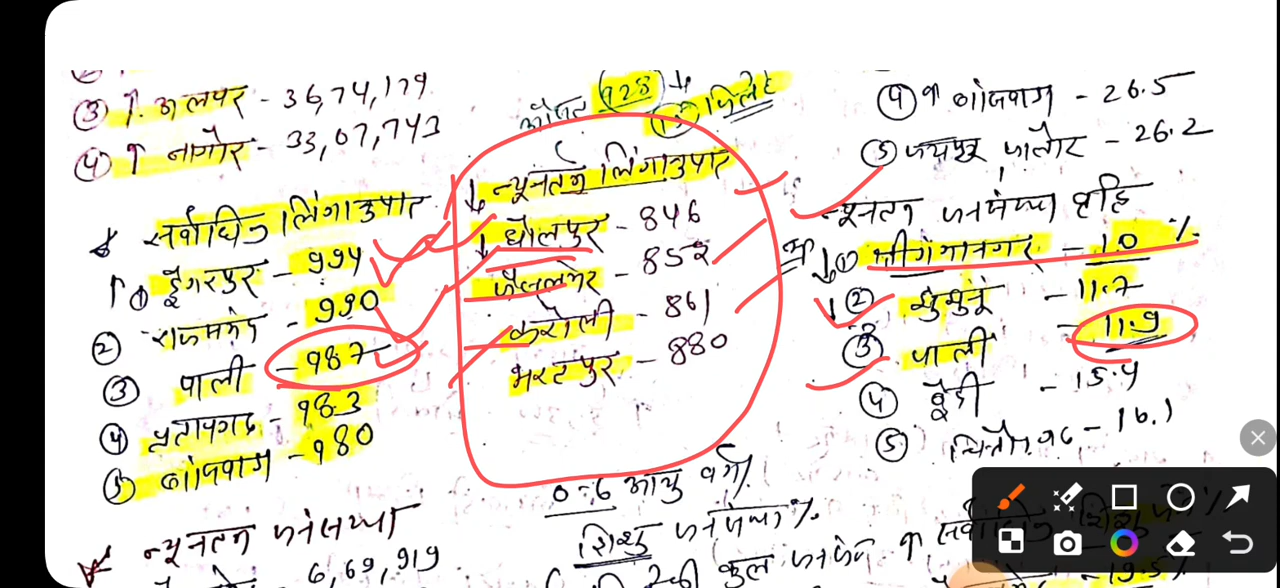 ③ ↑ अलवर - 36,74,179
④ ↑ नागौर - 33,07,743
सर्वाधिक लिंगानुपात
↑ ① डूंगरपुर - 994
② राजसमंद - 990
③ पाली - 987
④ प्रतापगढ़ - 983
⑤ बांसवाड़ा - 980
न्यूनतम जनसंख्या
6,69,919
औसत 928 ↓
जिले है
↓ न्यूनतम लिंगानुपात
↓ धौलपुर - 846
जैसलमेर - 852
करौली - 861
भरतपुर - 880
0-6 आयु वर्ग
शिशु जनसंख्या %
कुल
④ बांसवाड़ा - 26.5
⑤ जयपुर जालौर - 26.2
न्यूनतम जनसंख्या वृद्धि
↓ ① श्रीगंगानगर - 10 %
↓ ② झुंझुनूं - 11.7
③ पाली - 11.9
④ बूंदी - 15.4
⑤ चित्तौड़गढ़ - 16.1